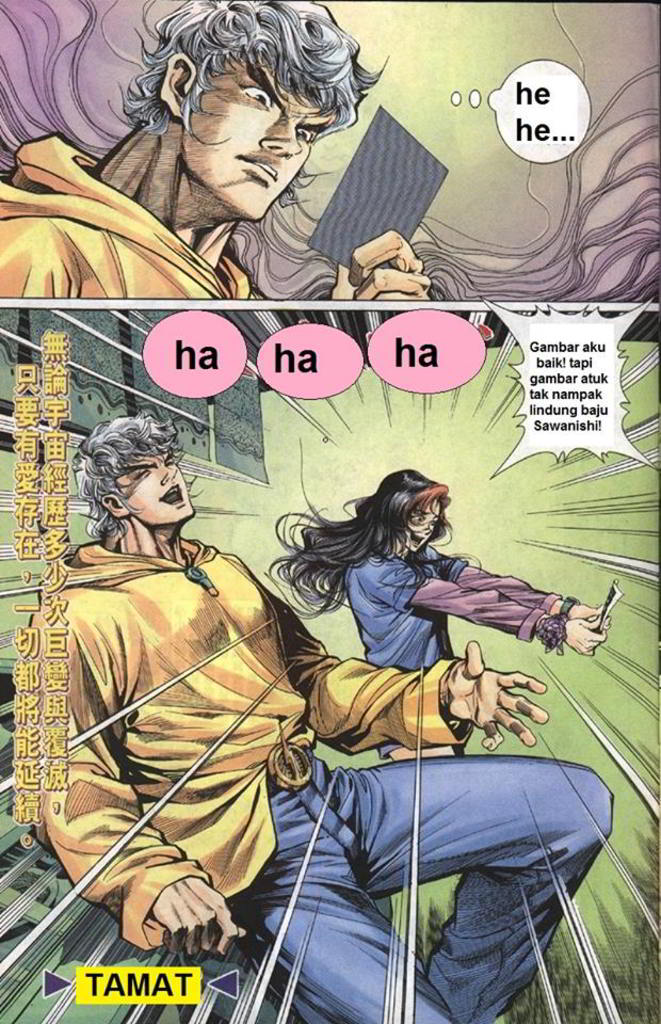 he
he...
ha
ha
ha
Gambar aku
baik! tapi
gambar atuk
tak nampak
lindung baju
Sawanishi!
無論宇宙經歷多少次巨變與覆滅，
只要有愛存在，一切都將能延續。
TAMAT